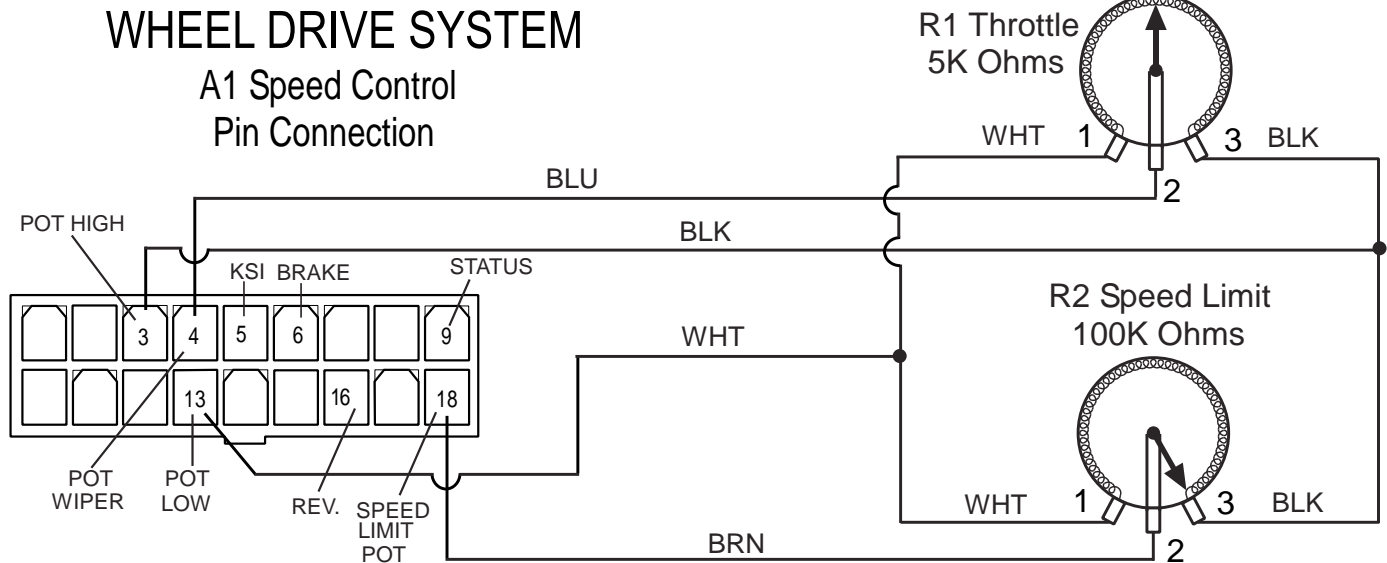 WHEEL DRIVE SYSTEM
A1 Speed Control
Pin Connection
R1 Throttle
5K Ohms
WHT
1
3
BLK
2
BLU
BLK
POT HIGH
KSI
BRAKE
STATUS
3
4
5
6
9
13
16
18
POT
WIPER
POT
LOW
REV.
SPEED
LIMIT
POT
WHT
R2 Speed Limit
100K Ohms
WHT
1
3
BLK
2
BRN